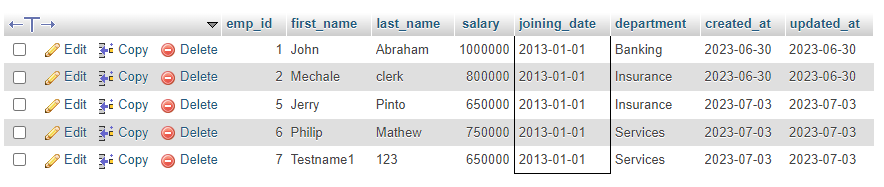 emp_id first_name last_name salary joining_date department created_at updated_at
Edit Copy Delete 1 John Abraham 1000000 2013-01-01 Banking 2023-06-30 2023-06-30
Edit Copy Delete 2 Mechale clerk 800000 2013-01-01 Insurance 2023-06-30 2023-06-30
Edit Copy Delete 5 Jerry Pinto 650000 2013-01-01 Insurance 2023-07-03 2023-07-03
Edit Copy Delete 6 Philip Mathew 750000 2013-01-01 Services 2023-07-03 2023-07-03
Edit Copy Delete 7 Testname1 123 650000 2013-01-01 Services 2023-07-03 2023-07-03